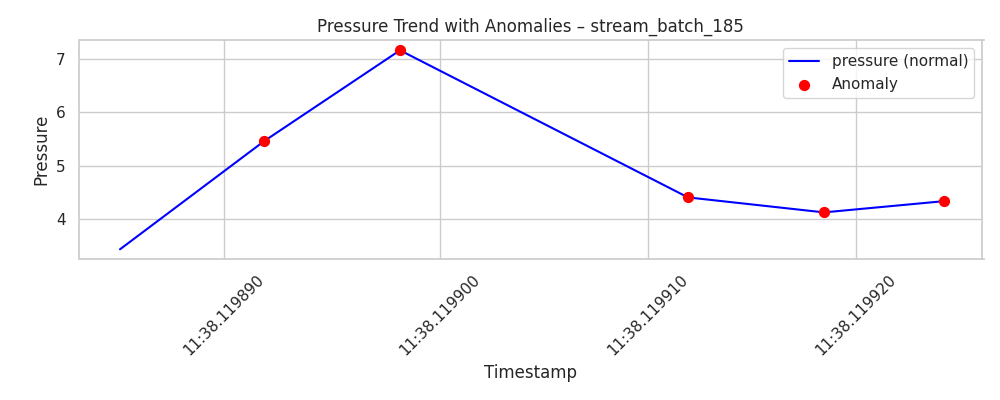 Pressure Trend with Anomalies – stream_batch_185
pressure (normal)
Anomaly
Pressure
7
6
5
4
11:38.119890
11:38.119900
11:38.119910
11:38.119920
Timestamp